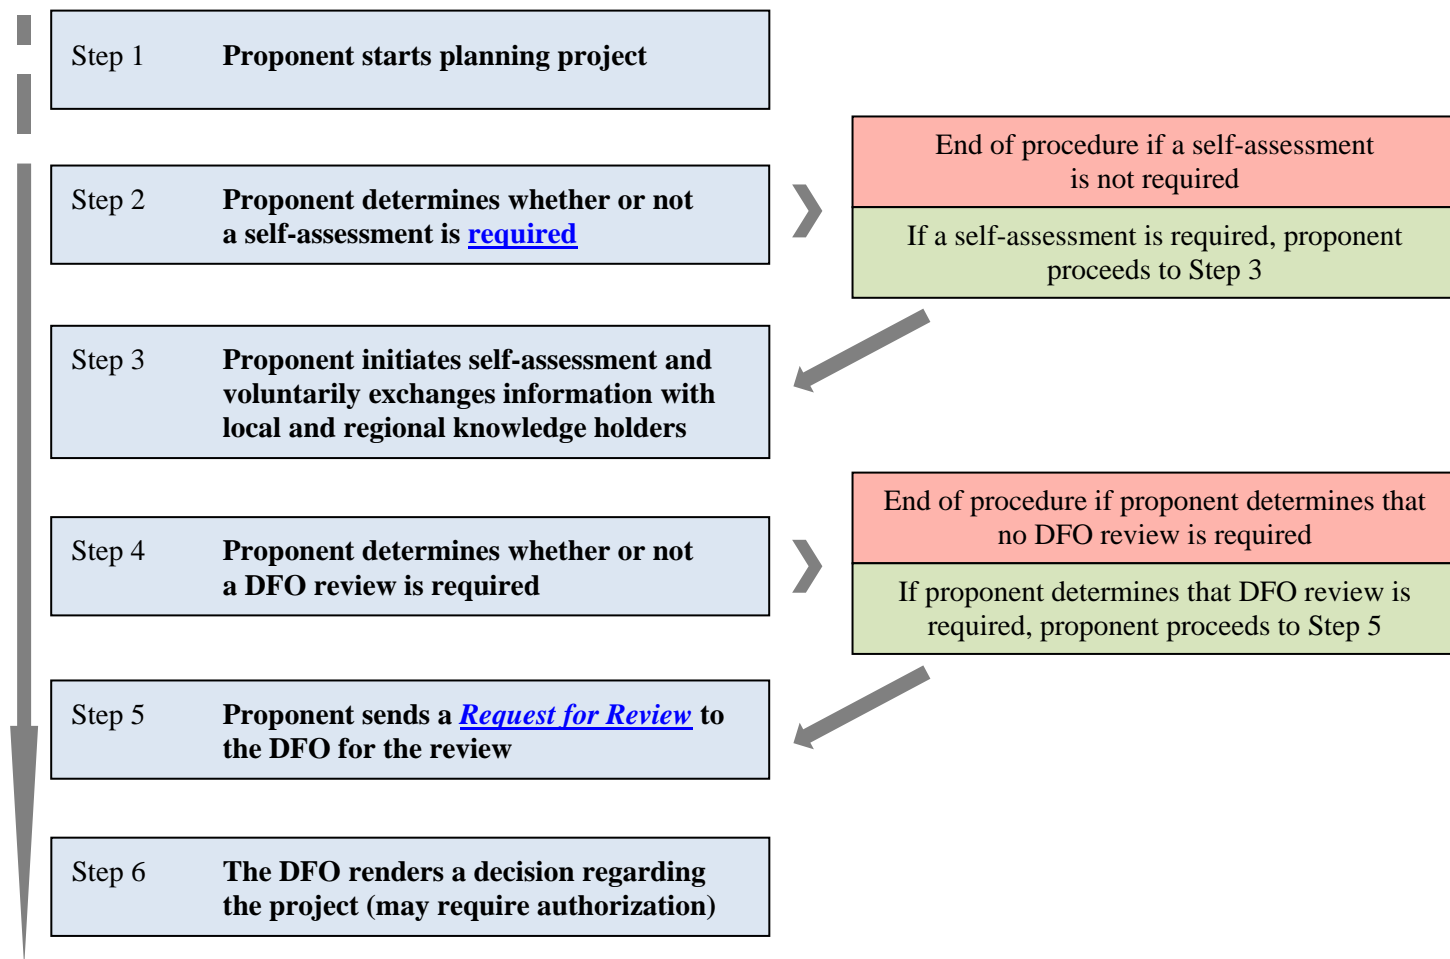 Step 1 Proponent starts planning project
Step 2 Proponent determines whether or not
a self-assessment is required
End of procedure if a self-assessment
is not required
If a self-assessment is required, proponent
proceeds to Step 3
Step 3 Proponent initiates self-assessment and
voluntarily exchanges information with
local and regional knowledge holders
Step 4 Proponent determines whether or not
a DFO review is required
End of procedure if proponent determines that
no DFO review is required
If proponent determines that DFO review is
required, proponent proceeds to Step 5
Step 5 Proponent sends a Request for Review to
the DFO for the review
Step 6 The DFO renders a decision regarding
the project (may require authorization)